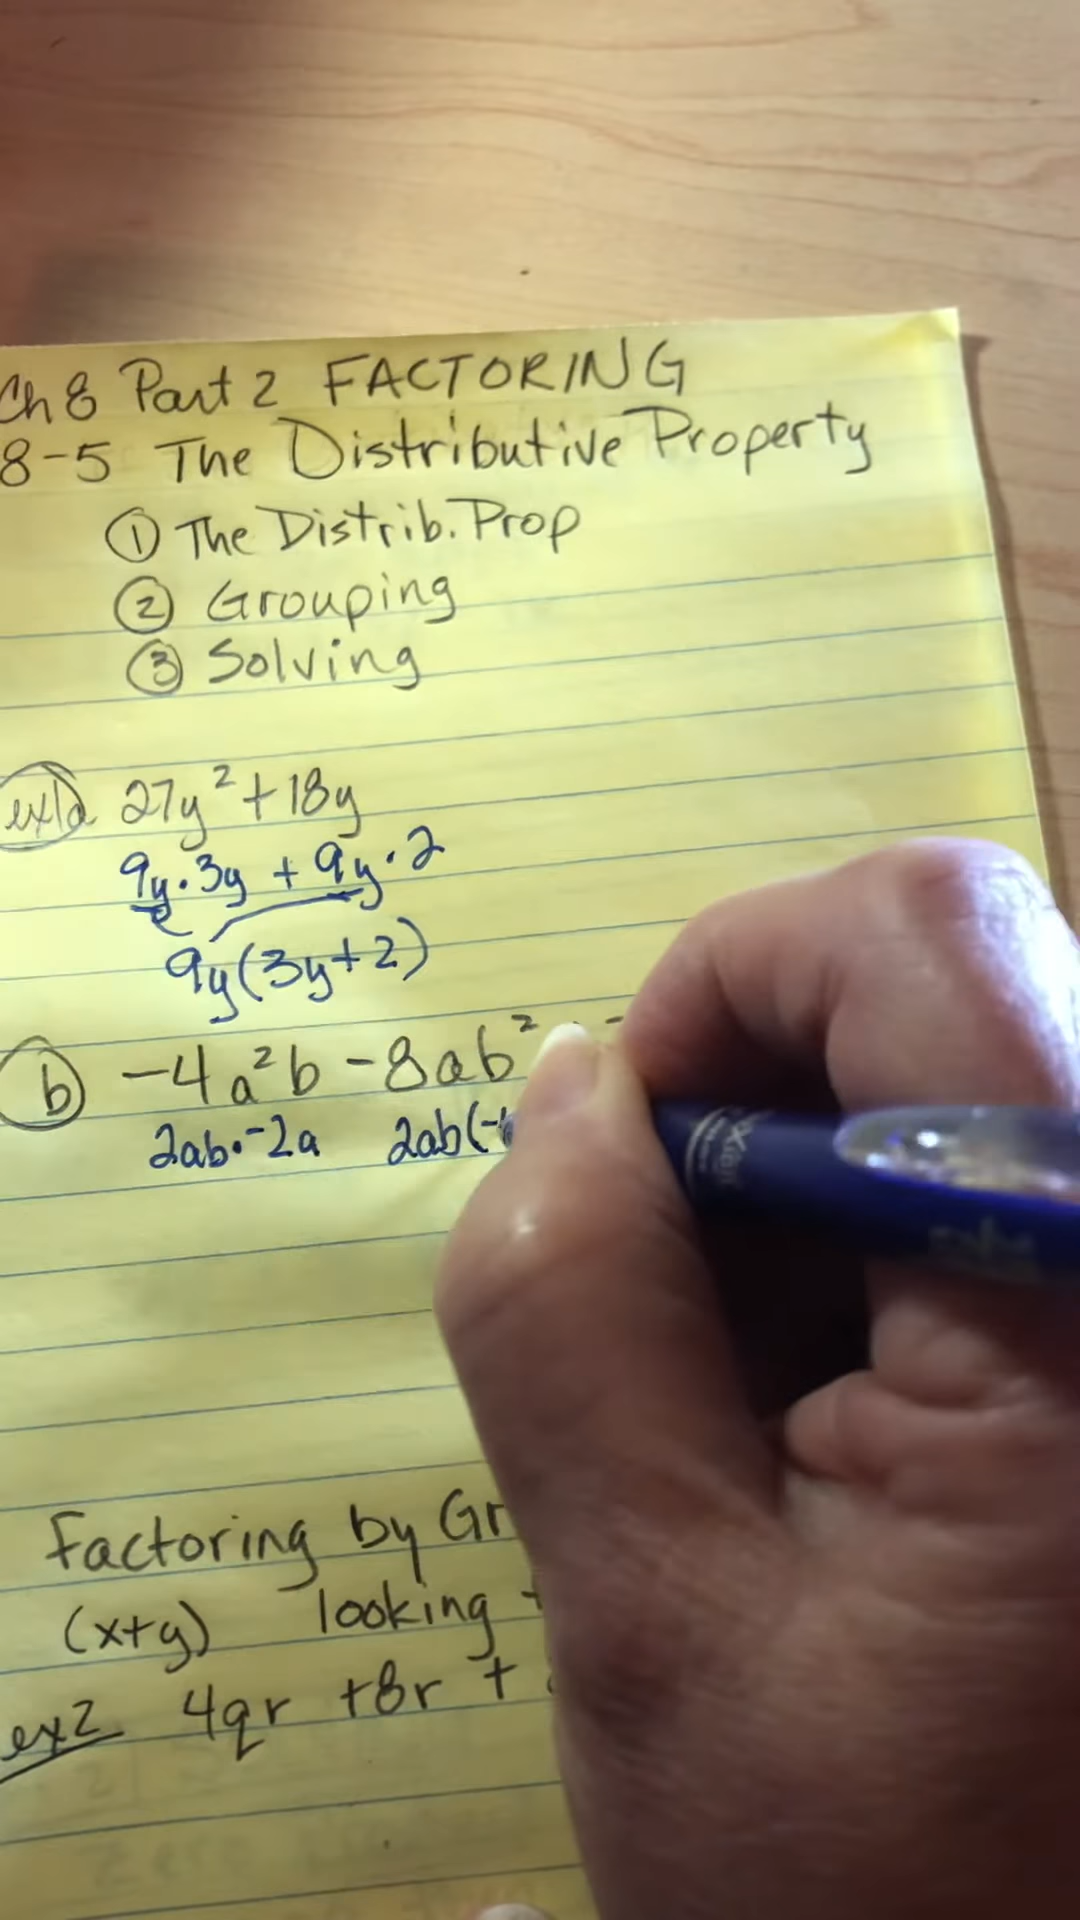 Ch 8 Part 2 FACTORING
8-5 The Distributive Property
① The Distrib. Prop
② Grouping
③ Solving
ex1a 27y² + 18y
9y · 3y + 9y · 2
9y(3y+2)
b) -4a²b - 8ab²
2ab · -2a 2ab(-
Factoring by Gr
(x+y) looking
ex2 4qr +8r +